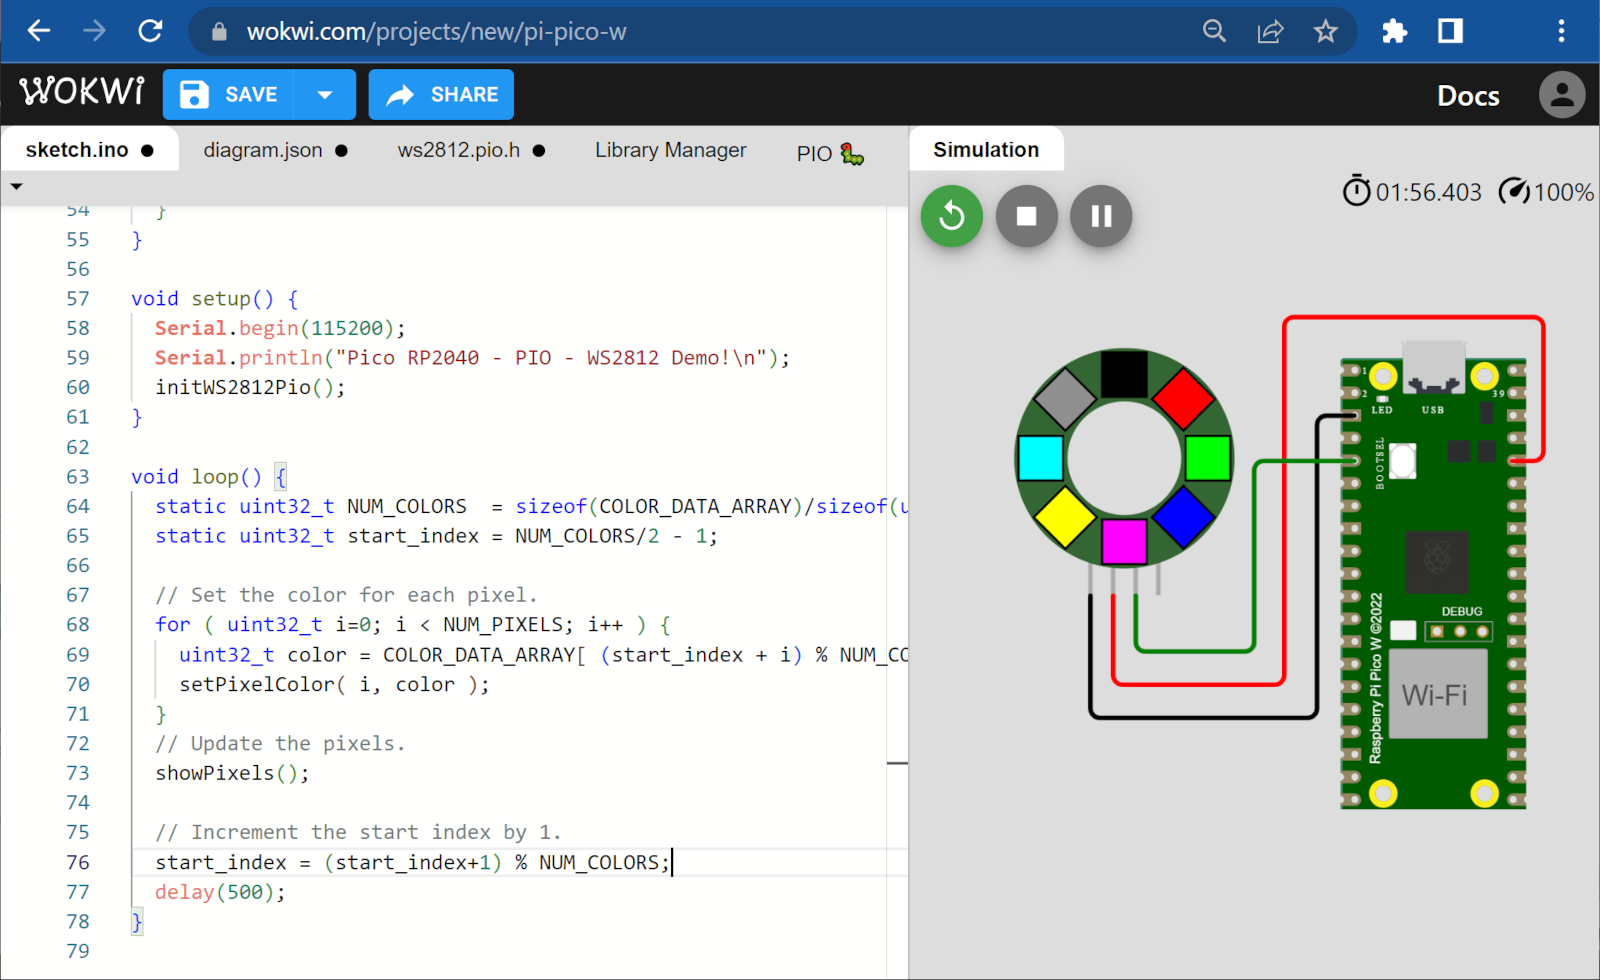 wokwi.com/projects/new/pi-pico-w
WOKWi
SAVE
SHARE
Docs
sketch.ino ●
diagram.json ●
ws2812.pio.h ●
Library Manager
PIO
Simulation
01:56.403
100%
54 }
55 }
56
57 void setup() {
58 Serial.begin(115200);
59 Serial.println("Pico RP2040 - PIO - WS2812 Demo!\n");
60 initWS2812Pio();
61 }
62
63 void loop() {
64 static uint32_t NUM_COLORS  = sizeof(COLOR_DATA_ARRAY)/sizeof(u
65 static uint32_t start_index = NUM_COLORS/2 - 1;
66
67 // Set the color for each pixel.
68 for ( uint32_t i=0; i < NUM_PIXELS; i++ ) {
69 uint32_t color = COLOR_DATA_ARRAY[ (start_index + i) % NUM_CO
70 setPixelColor( i, color );
71 }
72 // Update the pixels.
73 showPixels();
74
75 // Increment the start index by 1.
76 start_index = (start_index+1) % NUM_COLORS;
77 delay(500);
78 }
79
1
2
39
LED
USB
BOOTSEL
DEBUG
Raspberry Pi Pico W ©2022
Wi-Fi